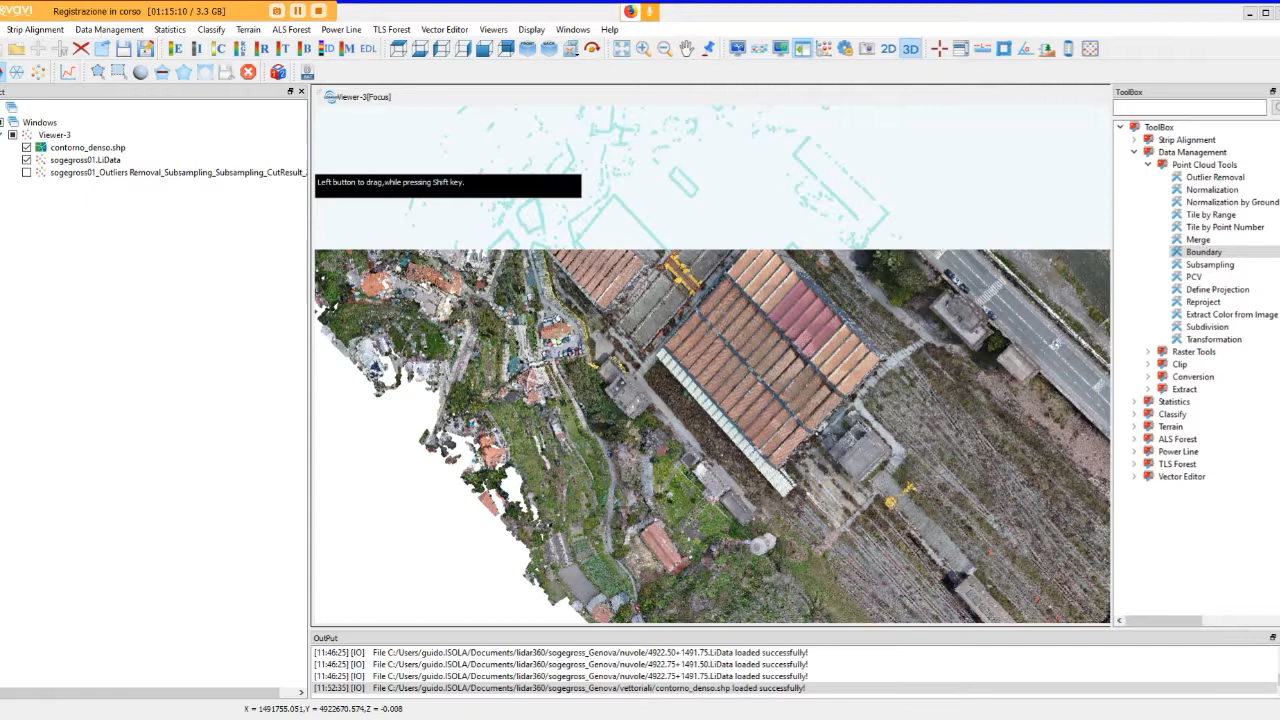 Registrazione in corso [01:15:10 / 3.3 GB]
Strip Alignment Data Management Statistics Classify Terrain ALS Forest Power Line TLS Forest Vector Editor Viewers Display Windows Help
E I C R T B ID M EDL 2D 3D
Viewer-3[Focus]
ToolBox
Windows
Viewer-3
contorno_denso.shp
sogegross01.LiData
sogegross01_Outliers Removal_Subsampling_Subsampling_CutResult_
Left button to drag,while pressing Shift key.
ToolBox
Strip Alignment
Data Management
Point Cloud Tools
Outlier Removal
Normalization
Normalization by Ground
Tile by Range
Tile by Point Number
Merge
Boundary
Subsampling
PCV
Define Projection
Reproject
Extract Color from Image
Subdivision
Transformation
Raster Tools
Clip
Conversion
Extract
Statistics
Classify
Terrain
ALS Forest
Power Line
TLS Forest
Vector Editor
OutPut
[11:46:25] [IO] File C:/Users/guido.ISOLA/Documents/lidar360/sogegross_Genova/nuvole/4922.50+1491.75.LiData loaded successfully!
[11:46:25] [IO] File C:/Users/guido.ISOLA/Documents/lidar360/sogegross_Genova/nuvole/4922.75+1491.50.LiData loaded successfully!
[11:46:25] [IO] File C:/Users/guido.ISOLA/Documents/lidar360/sogegross_Genova/nuvole/4922.75+1491.75.LiData loaded successfully!
[11:52:35] [IO] File C:/Users/guido.ISOLA/Documents/lidar360/sogegross_Genova/vettoriali/contorno_denso.shp loaded successfully!
X = 1491755.051,Y = 4922670.574,Z = -0.008